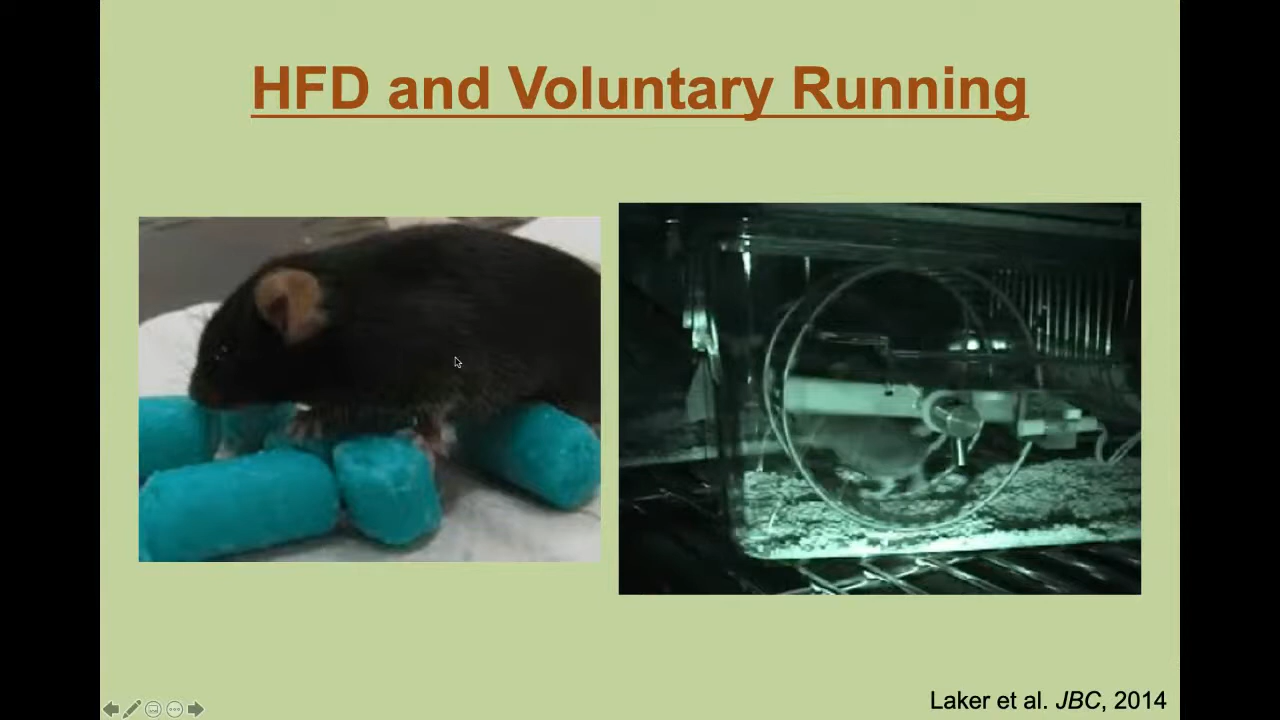 HFD and Voluntary Running
Laker et al. JBC, 2014